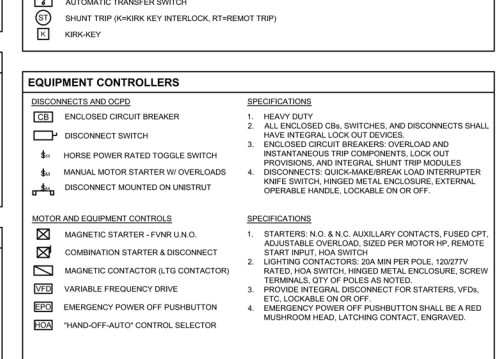 AUTOMATIC TRANSFER SWITCH
ST SHUNT TRIP (K=KIRK KEY INTERLOCK, RT=REMOT TRIP)
K KIRK-KEY
EQUIPMENT CONTROLLERS
DISCONNECTS AND OCPD
CB ENCLOSED CIRCUIT BREAKER
DISCONNECT SWITCH
$H HORSE POWER RATED TOGGLE SWITCH
$M MANUAL MOTOR STARTER W/ OVERLOADS
$M DISCONNECT MOUNTED ON UNISTRUT
SPECIFICATIONS
1. HEAVY DUTY
2. ALL ENCLOSED CBs, SWITCHES, AND DISCONNECTS SHALL
HAVE INTEGRAL LOCK OUT DEVICES.
3. ENCLOSED CIRCUIT BREAKERS: OVERLOAD AND
INSTANTANEOUS TRIP COMPONENTS, LOCK OUT
PROVISIONS, AND INTEGRAL SHUNT TRIP MODULES
4. DISCONNECTS: QUICK-MAKE/BREAK LOAD INTERRUPTER
KNIFE SWITCH, HINGED METAL ENCLOSURE, EXTERNAL
OPERABLE HANDLE, LOCKABLE ON OR OFF.
MOTOR AND EQUIPMENT CONTROLS
MAGNETIC STARTER - FVNR U.N.O.
COMBINATION STARTER & DISCONNECT
MAGNETIC CONTACTOR (LTG CONTACTOR)
VFD VARIABLE FREQUENCY DRIVE
EPO EMERGENCY POWER OFF PUSHBUTTON
HOA "HAND-OFF-AUTO" CONTROL SELECTOR
SPECIFICATIONS
1. STARTERS: N.O. & N.C. AUXILLARY CONTACTS, FUSED CPT,
ADJUSTABLE OVERLOAD, SIZED PER MOTOR HP, REMOTE
START INPUT, HOA SWITCH
2. LIGHTING CONTACTORS: 20A MIN PER POLE, 120/277V
RATED, HOA SWITCH, HINGED METAL ENCLOSURE, SCREW
TERMINALS, QTY OF POLES AS NOTED.
3. PROVIDE INTEGRAL DISCONNECT FOR STARTERS, VFDs,
ETC, LOCKABLE ON OR OFF.
4. EMERGENCY POWER OFF PUSHBUTTON SHALL BE A RED
MUSHROOM HEAD, LATCHING CONTACT, ENGRAVED.